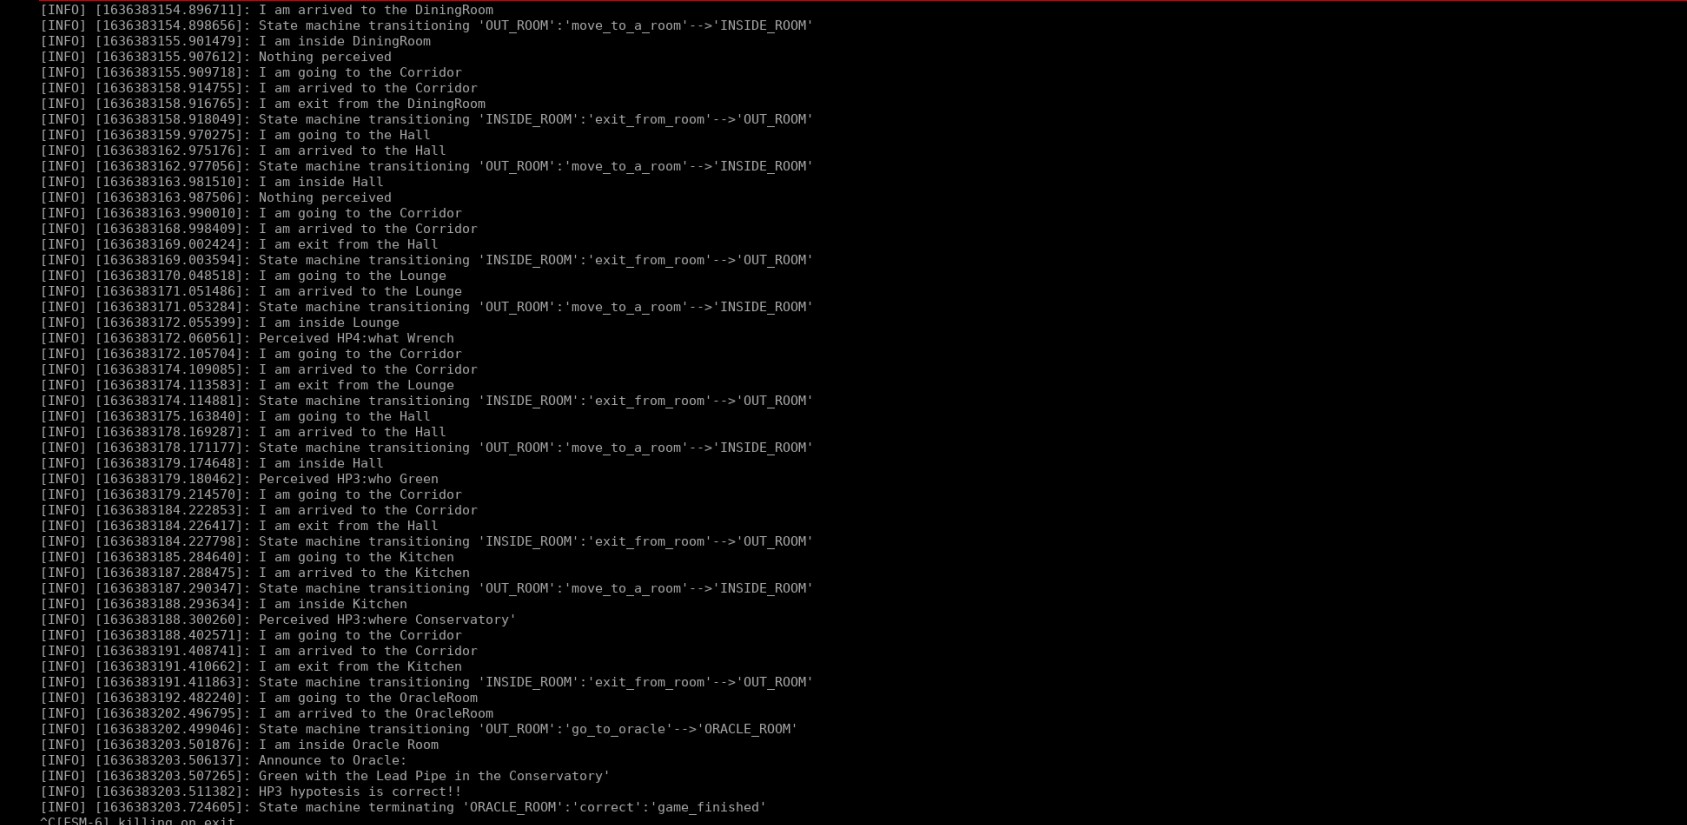 [INFO] [1636383154.896711]: I am arrived to the DiningRoom
[INFO] [1636383154.898656]: State machine transitioning 'OUT_ROOM':'move_to_a_room'-->'INSIDE_ROOM'
[INFO] [1636383155.901479]: I am inside DiningRoom
[INFO] [1636383155.907612]: Nothing perceived
[INFO] [1636383155.909718]: I am going to the Corridor
[INFO] [1636383158.914755]: I am arrived to the Corridor
[INFO] [1636383158.916765]: I am exit from the DiningRoom
[INFO] [1636383158.918049]: State machine transitioning 'INSIDE_ROOM':'exit_from_room'-->'OUT_ROOM'
[INFO] [1636383159.970275]: I am going to the Hall
[INFO] [1636383162.975176]: I am arrived to the Hall
[INFO] [1636383162.977056]: State machine transitioning 'OUT_ROOM':'move_to_a_room'-->'INSIDE_ROOM'
[INFO] [1636383163.981510]: I am inside Hall
[INFO] [1636383163.987506]: Nothing perceived
[INFO] [1636383163.990010]: I am going to the Corridor
[INFO] [1636383168.998409]: I am arrived to the Corridor
[INFO] [1636383169.002424]: I am exit from the Hall
[INFO] [1636383169.003594]: State machine transitioning 'INSIDE_ROOM':'exit_from_room'-->'OUT_ROOM'
[INFO] [1636383170.048518]: I am going to the Lounge
[INFO] [1636383171.051486]: I am arrived to the Lounge
[INFO] [1636383171.053284]: State machine transitioning 'OUT_ROOM':'move_to_a_room'-->'INSIDE_ROOM'
[INFO] [1636383172.055399]: I am inside Lounge
[INFO] [1636383172.060561]: Perceived HP4:what Wrench
[INFO] [1636383172.105704]: I am going to the Corridor
[INFO] [1636383174.109085]: I am arrived to the Corridor
[INFO] [1636383174.113583]: I am exit from the Lounge
[INFO] [1636383174.114881]: State machine transitioning 'INSIDE_ROOM':'exit_from_room'-->'OUT_ROOM'
[INFO] [1636383175.163840]: I am going to the Hall
[INFO] [1636383178.169287]: I am arrived to the Hall
[INFO] [1636383178.171177]: State machine transitioning 'OUT_ROOM':'move_to_a_room'-->'INSIDE_ROOM'
[INFO] [1636383179.174648]: I am inside Hall
[INFO] [1636383179.180462]: Perceived HP3:who Green
[INFO] [1636383179.214570]: I am going to the Corridor
[INFO] [1636383184.222853]: I am arrived to the Corridor
[INFO] [1636383184.226417]: I am exit from the Hall
[INFO] [1636383184.227798]: State machine transitioning 'INSIDE_ROOM':'exit_from_room'-->'OUT_ROOM'
[INFO] [1636383185.284640]: I am going to the Kitchen
[INFO] [1636383187.288475]: I am arrived to the Kitchen
[INFO] [1636383187.290347]: State machine transitioning 'OUT_ROOM':'move_to_a_room'-->'INSIDE_ROOM'
[INFO] [1636383188.293634]: I am inside Kitchen
[INFO] [1636383188.300260]: Perceived HP3:where Conservatory'
[INFO] [1636383188.402571]: I am going to the Corridor
[INFO] [1636383191.408741]: I am arrived to the Corridor
[INFO] [1636383191.410662]: I am exit from the Kitchen
[INFO] [1636383191.411863]: State machine transitioning 'INSIDE_ROOM':'exit_from_room'-->'OUT_ROOM'
[INFO] [1636383192.482240]: I am going to the OracleRoom
[INFO] [1636383202.496795]: I am arrived to the OracleRoom
[INFO] [1636383202.499046]: State machine transitioning 'OUT_ROOM':'go_to_oracle'-->'ORACLE_ROOM'
[INFO] [1636383203.501876]: I am inside Oracle Room
[INFO] [1636383203.506137]: Announce to Oracle:
[INFO] [1636383203.507265]: Green with the Lead Pipe in the Conservatory'
[INFO] [1636383203.511382]: HP3 hypotesis is correct!!
[INFO] [1636383203.724605]: State machine terminating 'ORACLE_ROOM':'correct':'game_finished'
^C[FSM-6] killing on exit